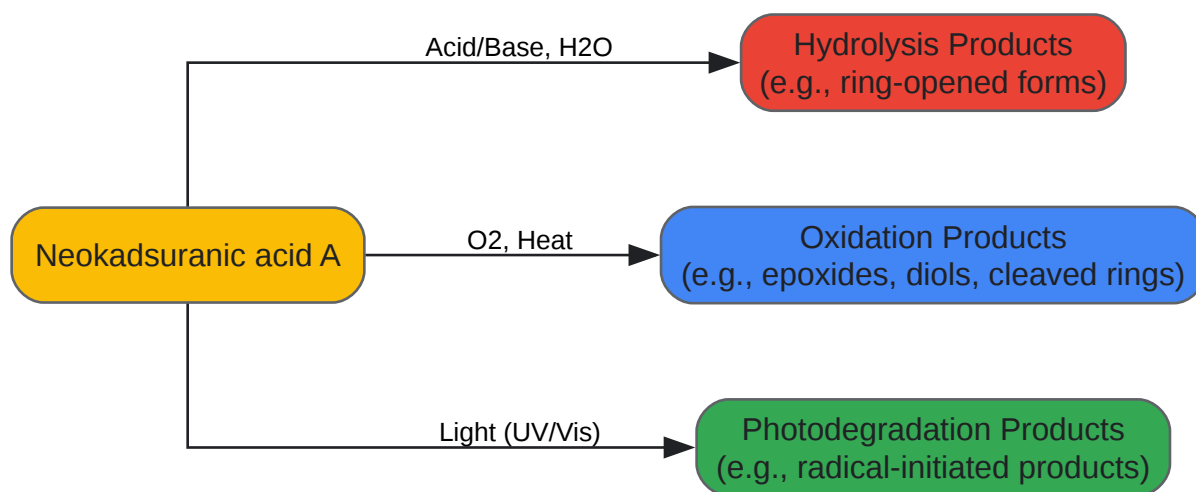 Acid/Base, H2O
Hydrolysis Products
(e.g., ring-opened forms)
Neokadsuranic acid A
O2, Heat
Oxidation Products
(e.g., epoxides, diols, cleaved rings)
Light (UV/Vis)
Photodegradation Products
(e.g., radical-initiated products)